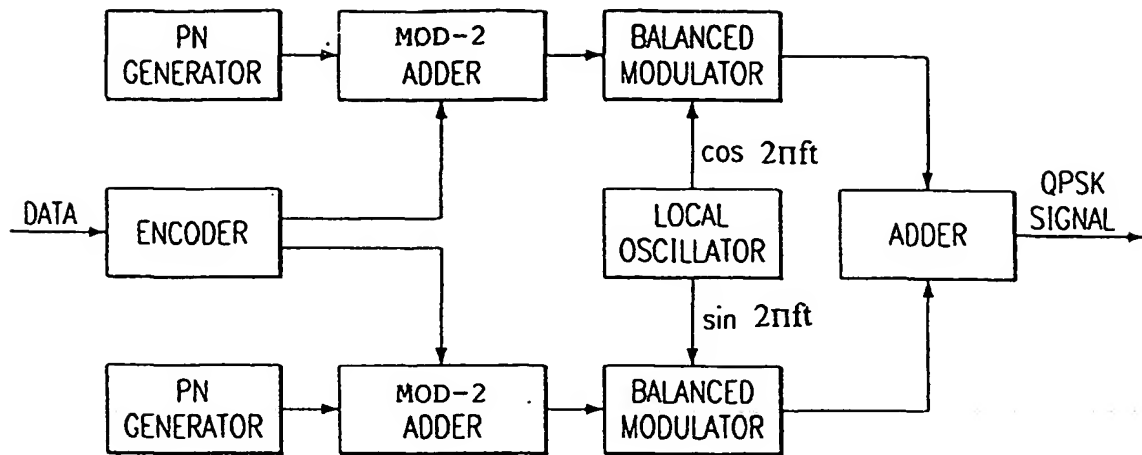 PN
GENERATOR
MOD-2
ADDER
BALANCED
MODULATOR
cos 2πft
DATA
ENCODER
LOCAL
OSCILLATOR
ADDER
QPSK
SIGNAL
sin 2πft
PN
GENERATOR
MOD-2
ADDER
BALANCED
MODULATOR